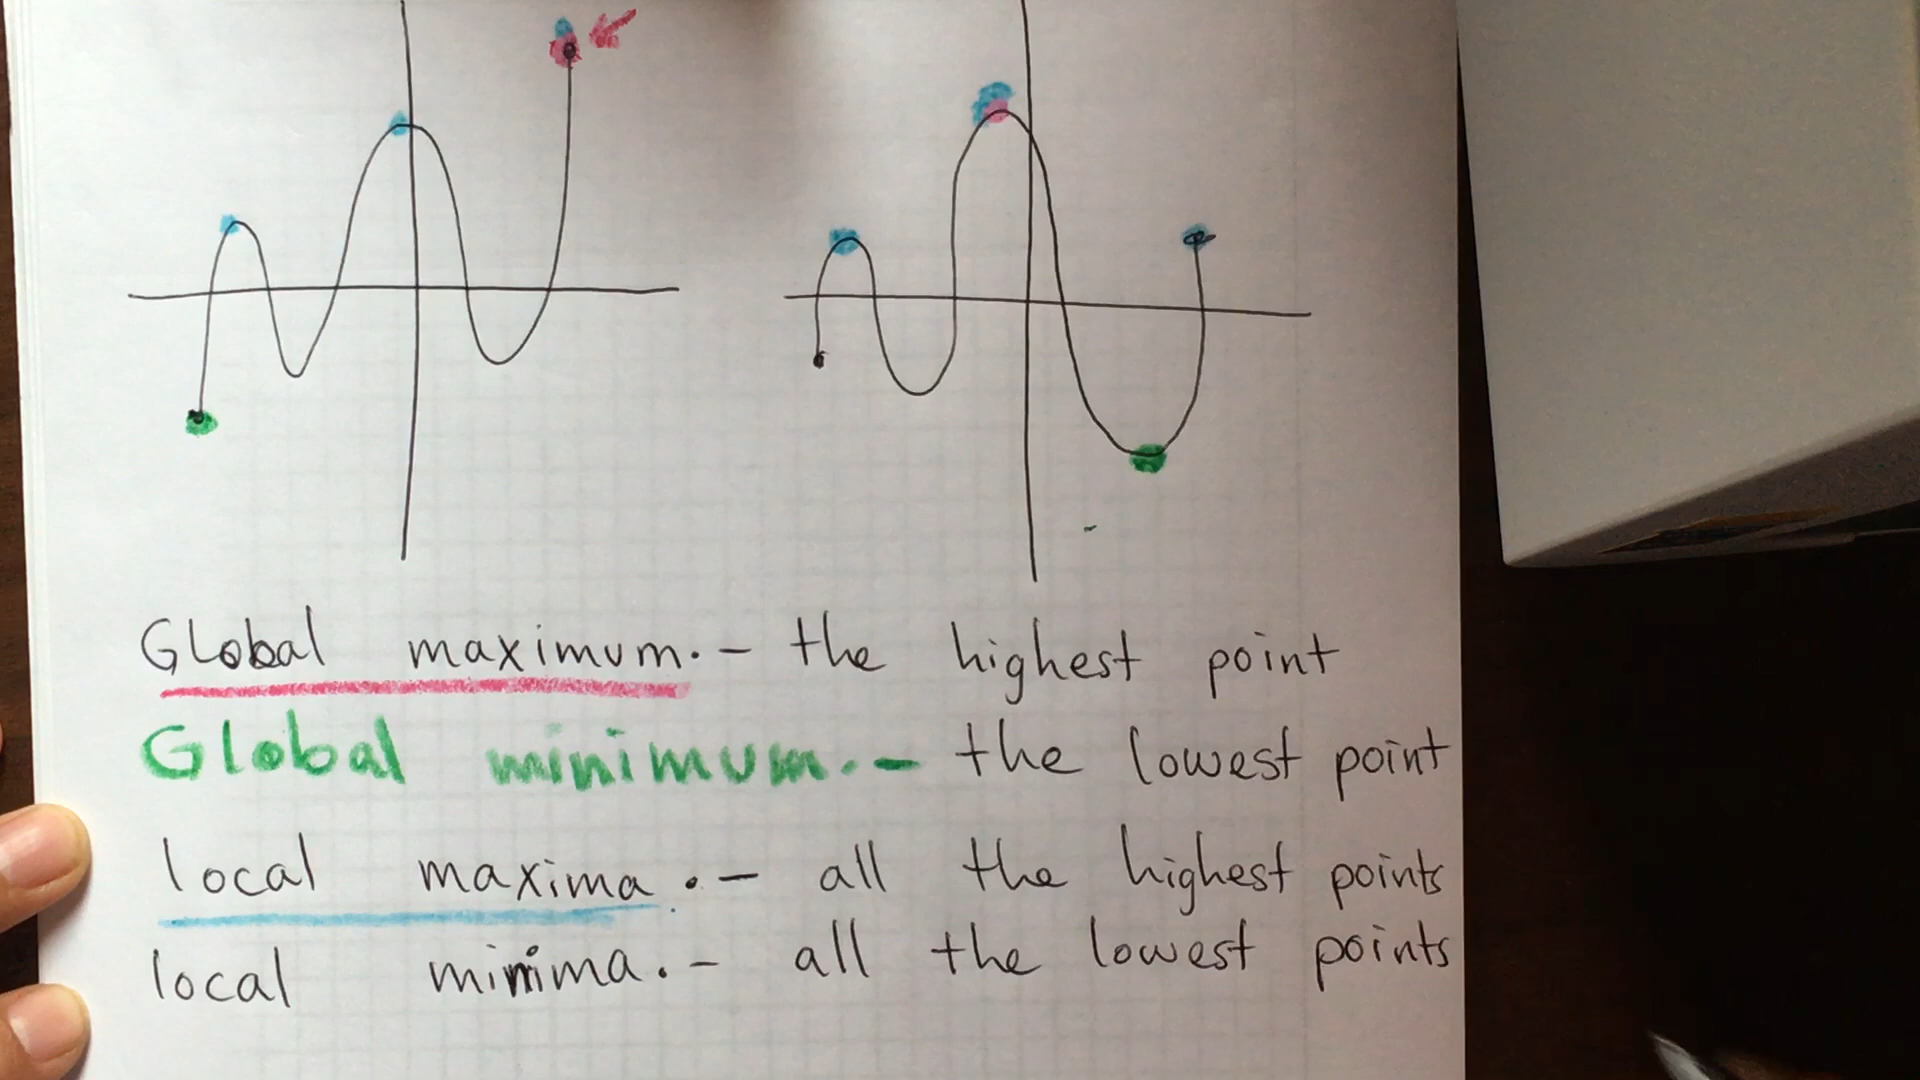 Global maximum.- the highest point
Global minimum.- the lowest point
local maxima.- all the highest points
local minima.- all the lowest points